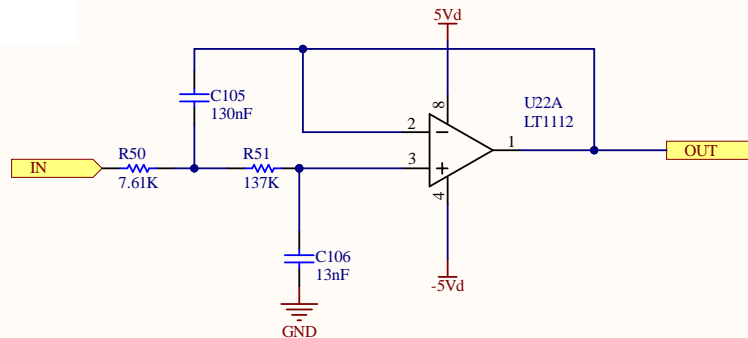 5Vd
C105
130nF
8
U22A
LT1112
2
1
IN
R50
7.61K
R51
137K
3
OUT
4
C106
13nF
-5Vd
GND